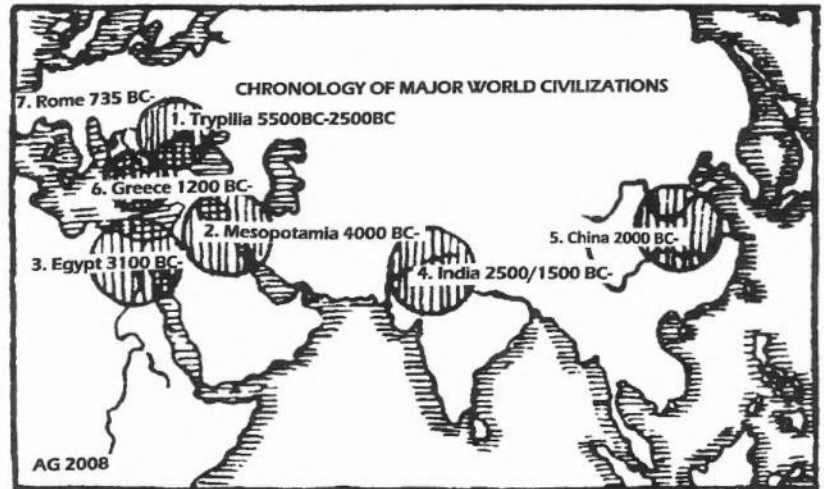 CHRONOLOGY OF MAJOR WORLD CIVILIZATIONS
7. Rome 735 BC-
1. Trypilia 5500BC-2500BC
6. Greece 1200 BC-
2. Mesopotamia 4000 BC-
5. China 2000 BC-
3. Egypt 3100 BC-
4. India 2500/1500 BC-
AG 2008